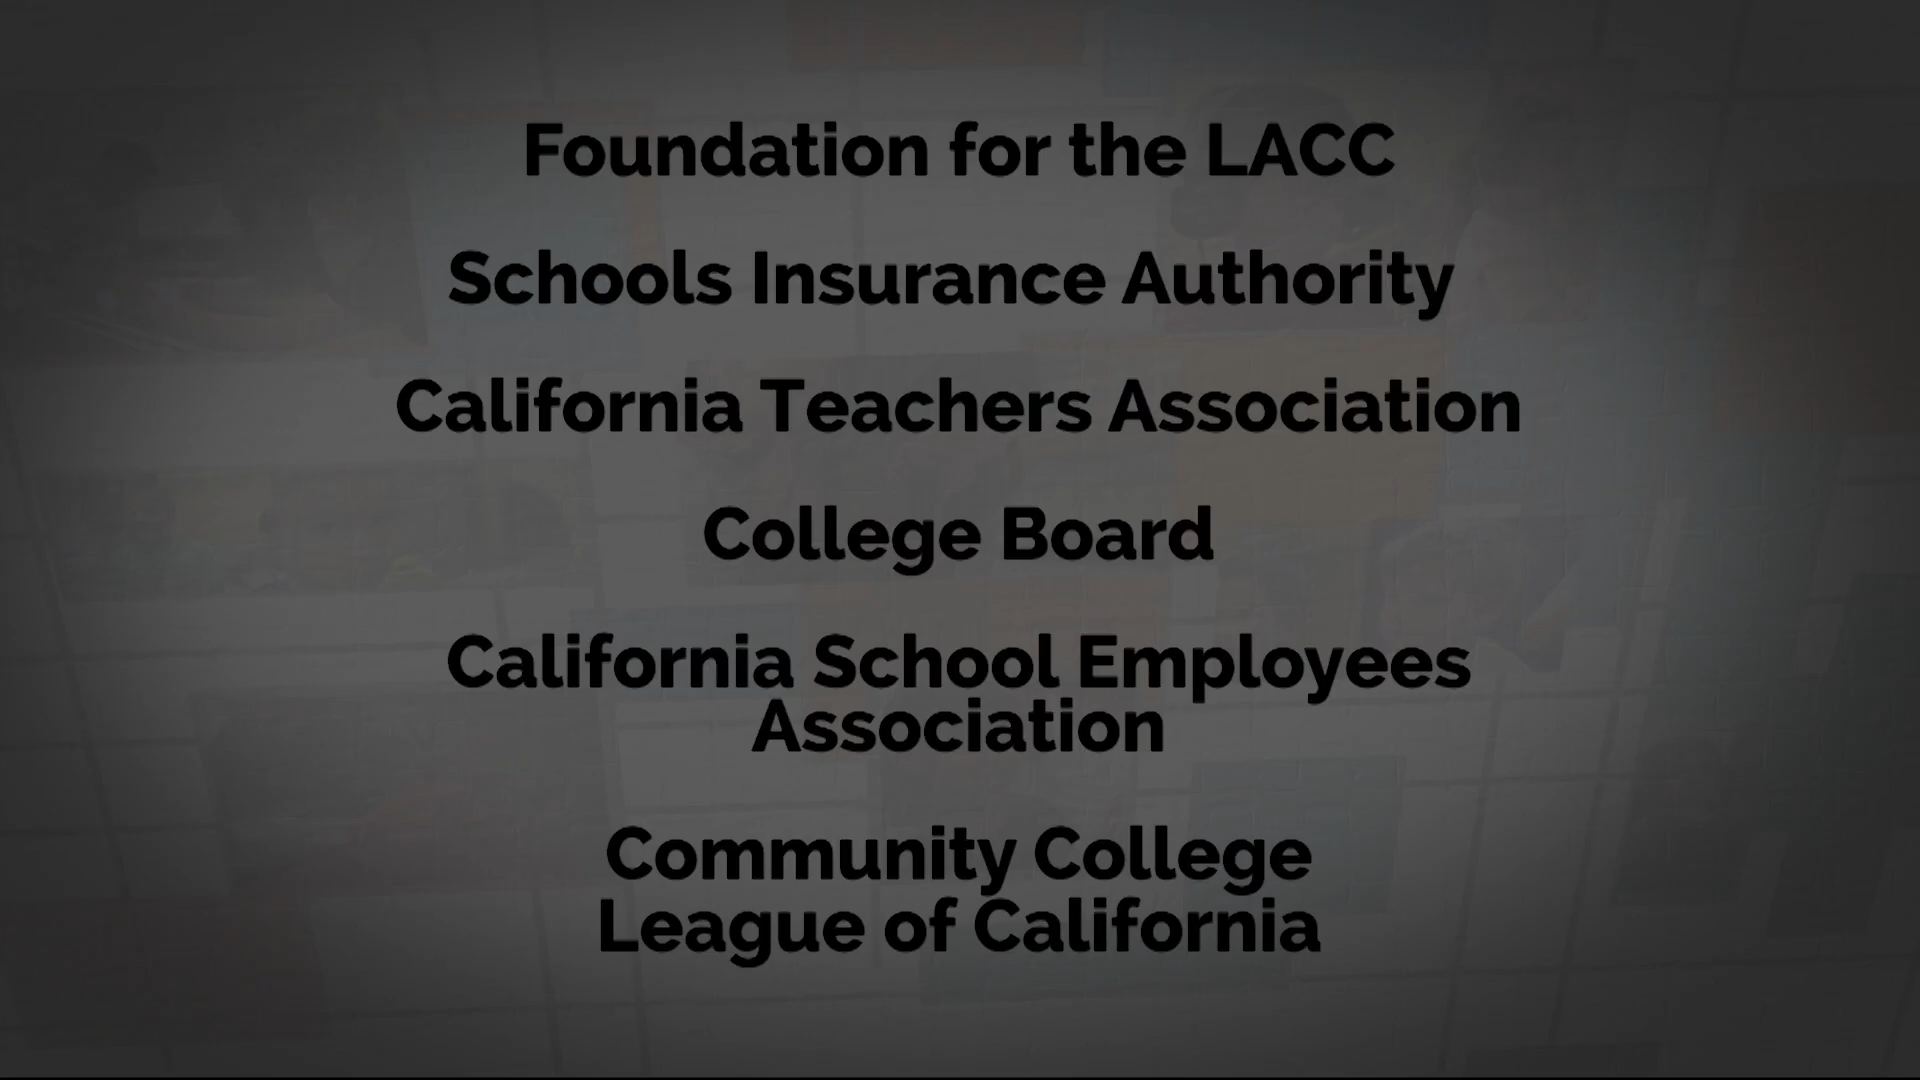 Foundation for the LACC
Schools Insurance Authority
California Teachers Association
College Board
California School Employees
Association
Community College
League of California